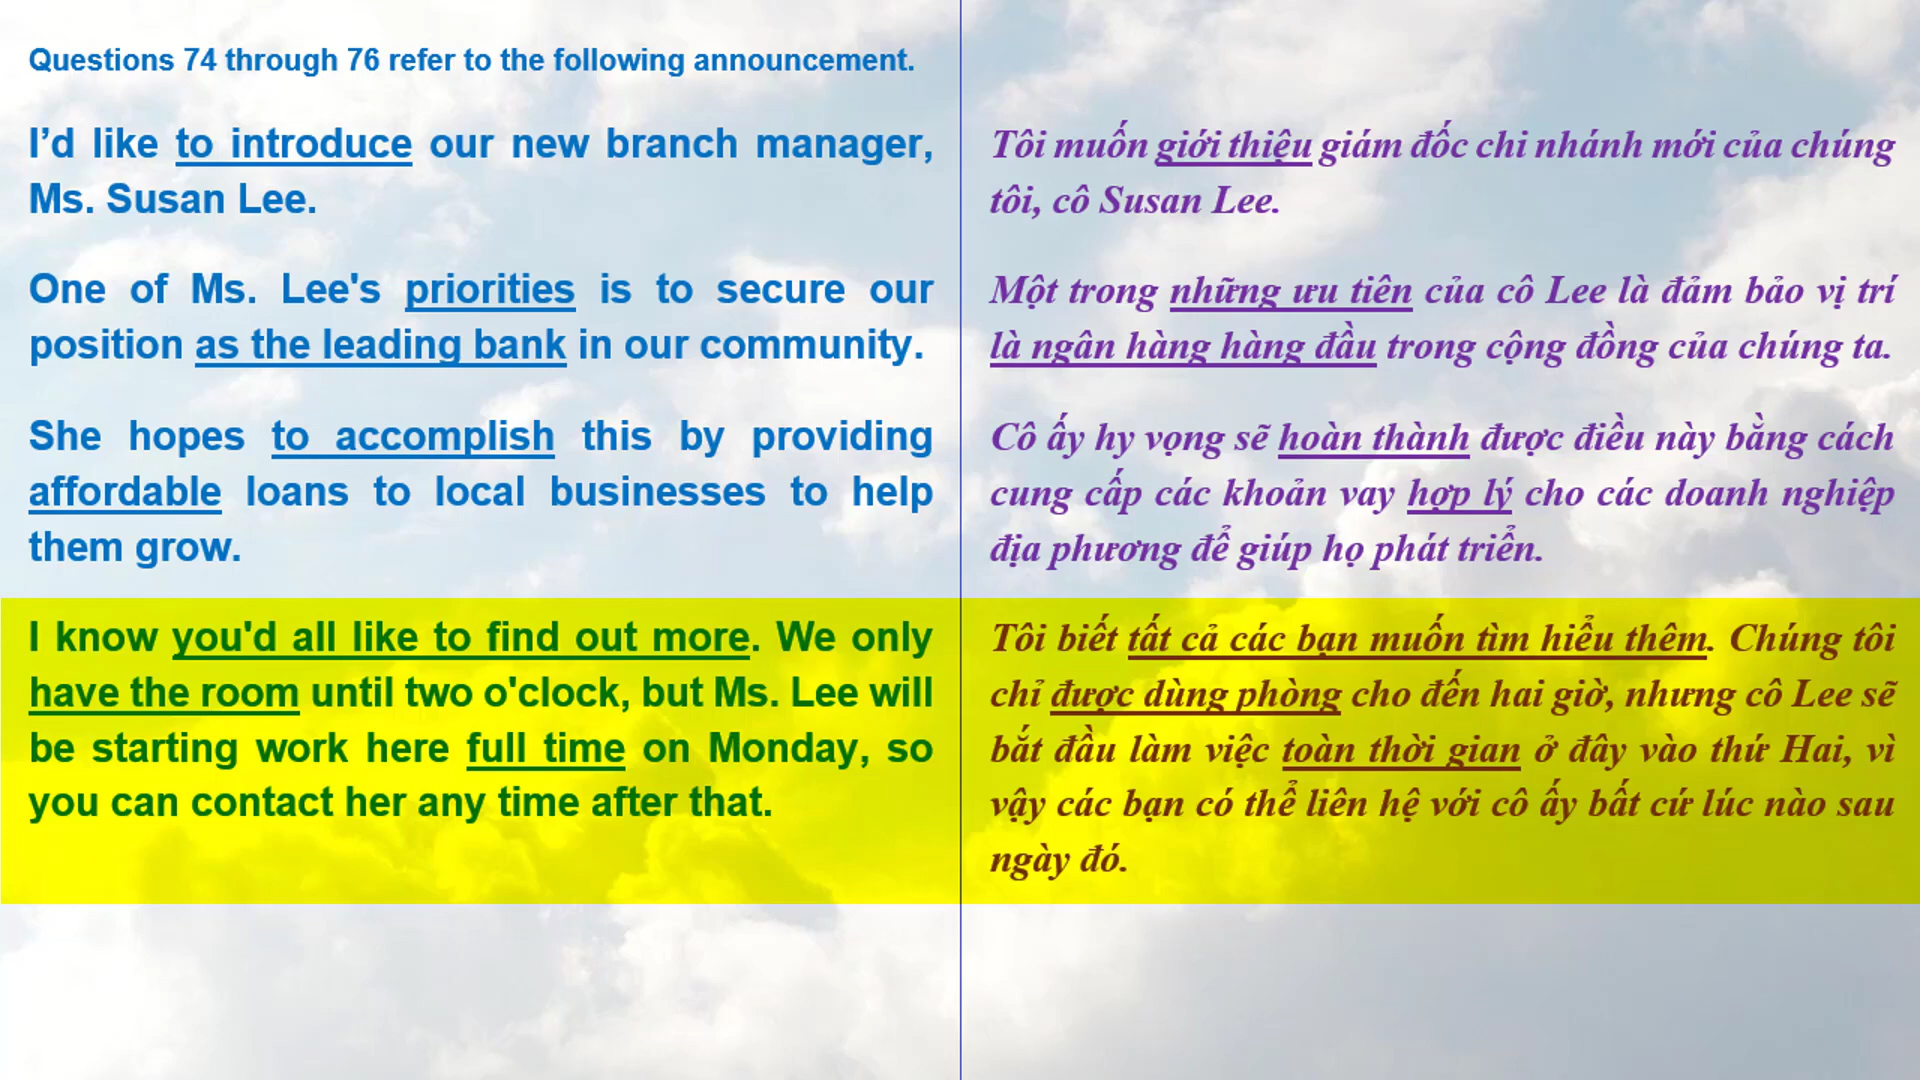 Questions 74 through 76 refer to the following announcement.
I’d like to introduce our new branch manager,
Ms. Susan Lee.
One of Ms. Lee's priorities is to secure our
position as the leading bank in our community.
She hopes to accomplish this by providing
affordable loans to local businesses to help
them grow.
I know you'd all like to find out more. We only
have the room until two o'clock, but Ms. Lee will
be starting work here full time on Monday, so
you can contact her any time after that.
Tôi muốn giới thiệu giám đốc chi nhánh mới của chúng
tôi, cô Susan Lee.
Một trong những ưu tiên của cô Lee là đảm bảo vị trí
là ngân hàng hàng đầu trong cộng đồng của chúng ta.
Cô ấy hy vọng sẽ hoàn thành được điều này bằng cách
cung cấp các khoản vay hợp lý cho các doanh nghiệp
địa phương để giúp họ phát triển.
Tôi biết tất cả các bạn muốn tìm hiểu thêm. Chúng tôi
chỉ được dùng phòng cho đến hai giờ, nhưng cô Lee sẽ
bắt đầu làm việc toàn thời gian ở đây vào thứ Hai, vì
vậy các bạn có thể liên hệ với cô ấy bất cứ lúc nào sau
ngày đó.